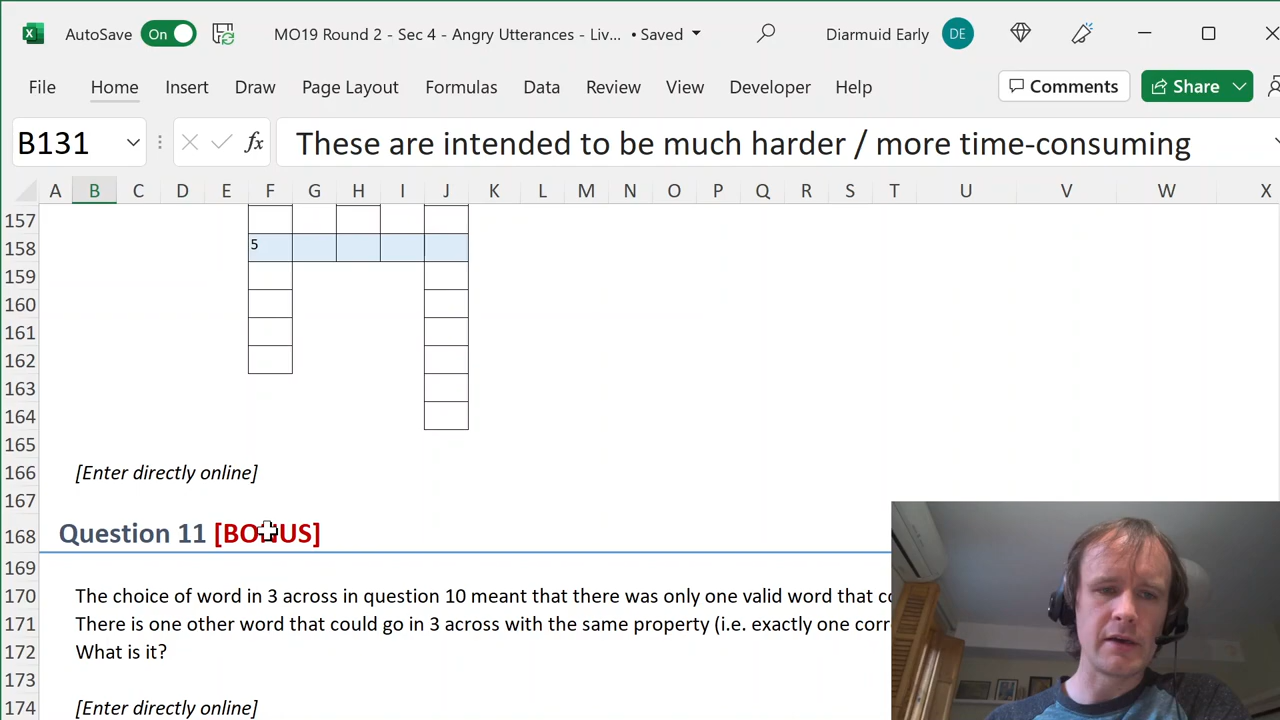 AutoSave On MO19 Round 2 - Sec 4 - Angry Utterances - Liv... • Saved Diarmuid Early DE
File Home Insert Draw Page Layout Formulas Data Review View Developer Help Comments Share
B131 fx These are intended to be much harder / more time-consuming
A B C D E F G H I J K L M N O P Q R S T U V W X
157
158 5
159
160
161
162
163
164
165
166 [Enter directly online]
167
168 Question 11 [BONUS]
169
170 The choice of word in 3 across in question 10 meant that there was only one valid word that
171 There is one other word that could go in 3 across with the same property (i.e. exactly one
172 What is it?
173
174 [Enter directly online]